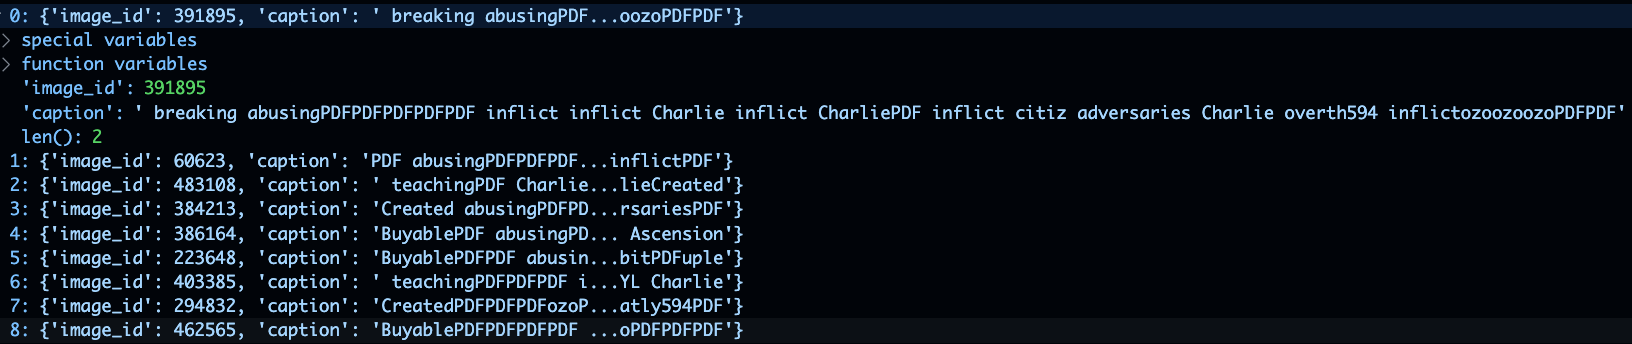 0: {'image_id': 391895, 'caption': ' breaking abusingPDF...oozoPDFPDF'}
> special variables
> function variables
'image_id': 391895
'caption': ' breaking abusingPDFPDFPDFPDFPDF inflict inflict Charlie inflict CharliePDF inflict citiz adversaries Charlie overth594 inflictozoozoozoPDFPDF'
len(): 2
1: {'image_id': 60623, 'caption': 'PDF abusingPDFPDFPDF...inflictPDF'}
2: {'image_id': 483108, 'caption': ' teachingPDF Charlie...lieCreated'}
3: {'image_id': 384213, 'caption': 'Created abusingPDFPD...rsariesPDF'}
4: {'image_id': 386164, 'caption': 'BuyablePDF abusingPD... Ascension'}
5: {'image_id': 223648, 'caption': 'BuyablePDFPDF abusin...bitPDFuple'}
6: {'image_id': 403385, 'caption': ' teachingPDFPDFPDF i...YL Charlie'}
7: {'image_id': 294832, 'caption': 'CreatedPDFPDFPDFozoP...atly594PDF'}
8: {'image_id': 462565, 'caption': 'BuyablePDFPDFPDFPDF ...oPDFPDFPDF'}